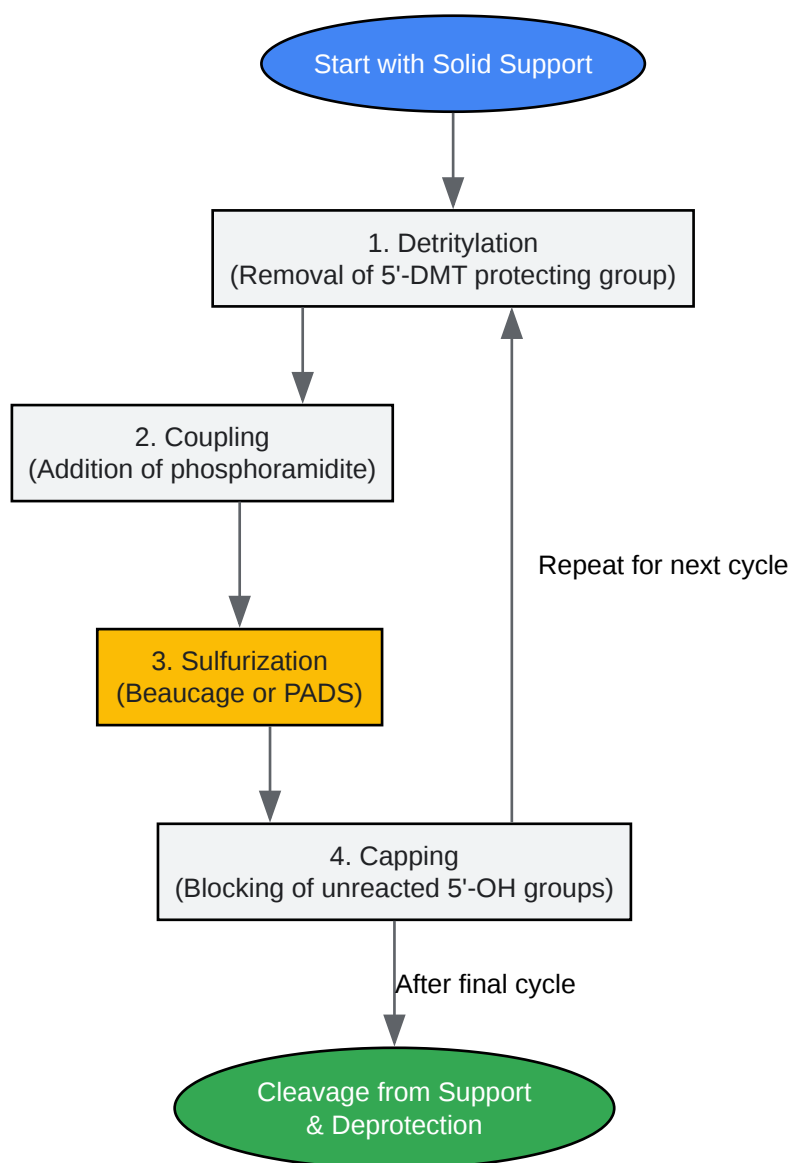 Start with Solid Support
1. Detritylation
(Removal of 5'-DMT protecting group)
2. Coupling
(Addition of phosphoramidite)
Repeat for next cycle
3. Sulfurization
(Beaucage or PADS)
4. Capping
(Blocking of unreacted 5'-OH groups)
After final cycle
Cleavage from Support
& Deprotection